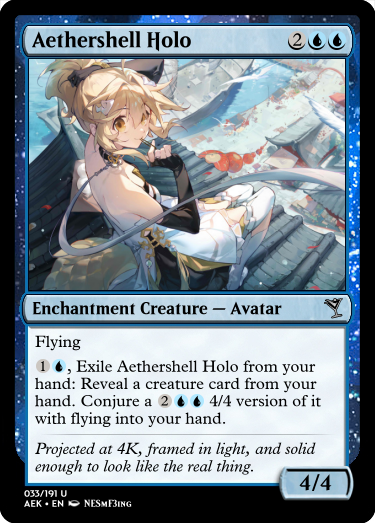 Aethershell Holo 2
Enchantment Creature — Avatar
Flying
1, Exile Aethershell Holo from your
hand: Reveal a creature card from your
hand. Conjure a 2 4/4 version of it
with flying into your hand.
Projected at 4K, framed in light, and solid
enough to look like the real thing.
4/4
033/191 U
AEK • EN NESMF3ING